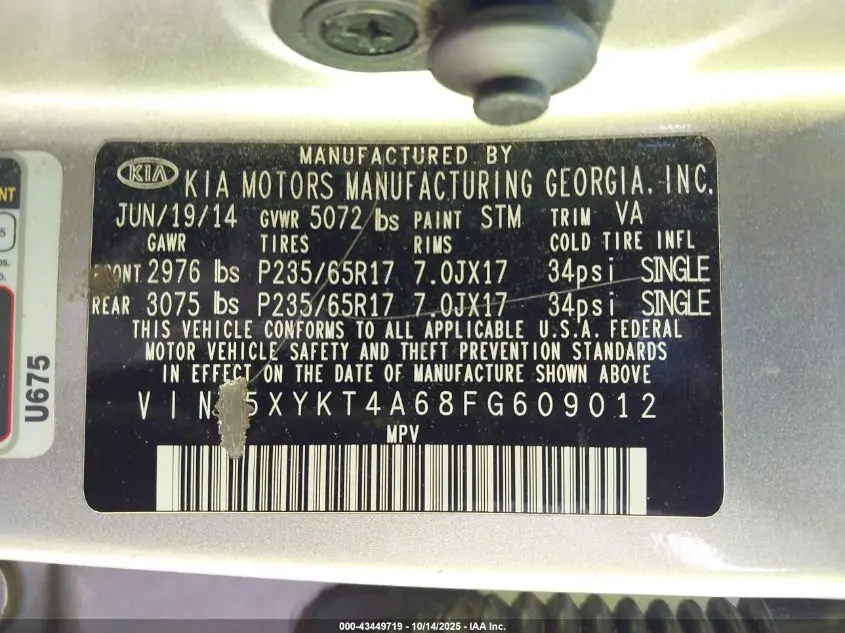 MANUFACTURED BY
KIA KIA MOTORS MANUFACTURING GEORGIA, INC.
JUN/19/14 GVWR 5072 lbs PAINT STM TRIM VA
GAWR TIRES RIMS COLD TIRE INFL
FRONT 2976 lbs P235/65R17 7.0JX17 34psi SINGLE
REAR 3075 lbs P235/65R17 7.0JX17 34psi SINGLE
THIS VEHICLE CONFORMS TO ALL APPLICABLE U.S.A. FEDERAL
MOTOR VEHICLE SAFETY AND THEFT PREVENTION STANDARDS
IN EFFECT ON THE DATE OF MANUFACTURE SHOWN ABOVE
VIN 5XYKT4A68FG609012
MPV
U675
000-43449719 - 10/14/2025 - IAA Inc.